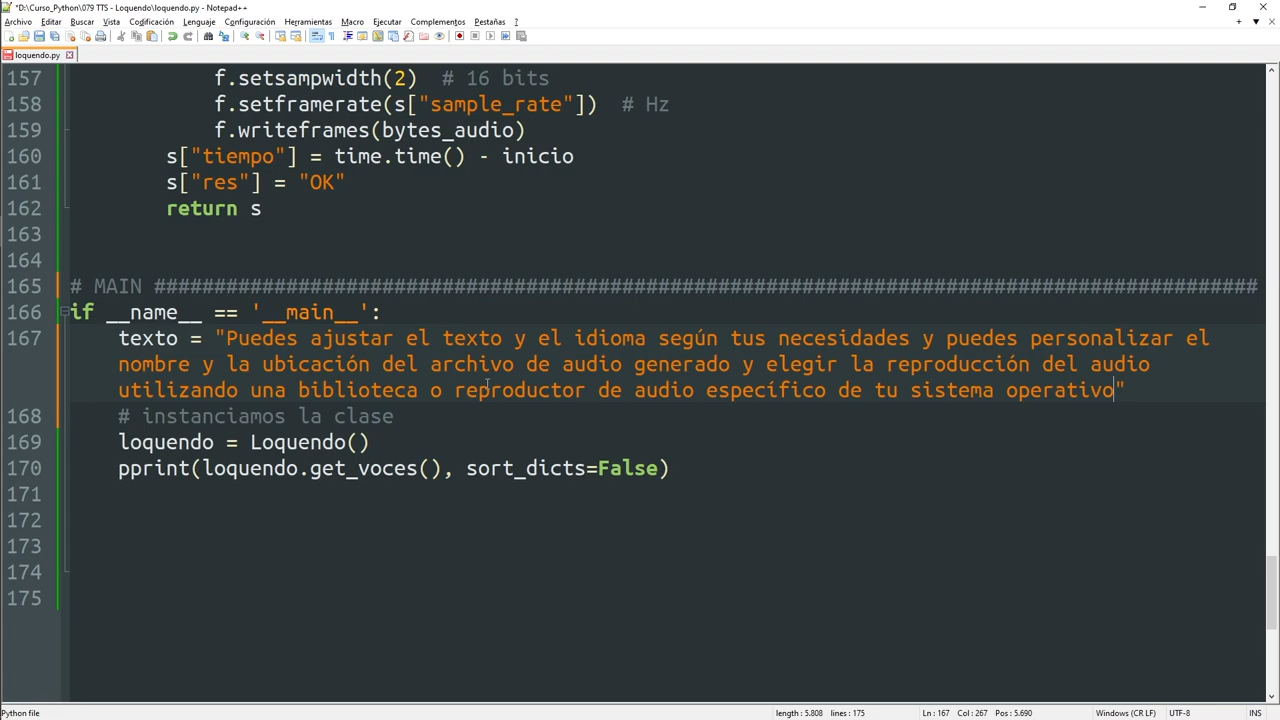 *D:\Curso_Python\079 TTS - Loquendo\loquendo.py - Notepad++
Archivo Editar Buscar Vista Codificación Lenguaje Configuración Herramientas Macro Ejecutar Complementos Pestañas ?
loquendo.py
157 f.setsampwidth(2) # 16 bits
158 f.setframerate(s["sample_rate"]) # Hz
159 f.writeframes(bytes_audio)
160 s["tiempo"] = time.time() - inicio
161 s["res"] = "OK"
162 return s
163
164
165 # MAIN ############################################################################################
166 if __name__ == '__main__':
167 texto = "Puedes ajustar el texto y el idioma según tus necesidades y puedes personalizar el
nombre y la ubicación del archivo de audio generado y elegir la reproducción del audio
utilizando una biblioteca o reproductor de audio específico de tu sistema operativo"
168 # instanciamos la clase
169 loquendo = Loquendo()
170 pprint(loquendo.get_voces(), sort_dicts=False)
171
172
173
174
175
Python file length : 5.808 lines : 175 Ln : 167 Col : 267 Pos : 5.690 Windows (CR LF) UTF-8 INS